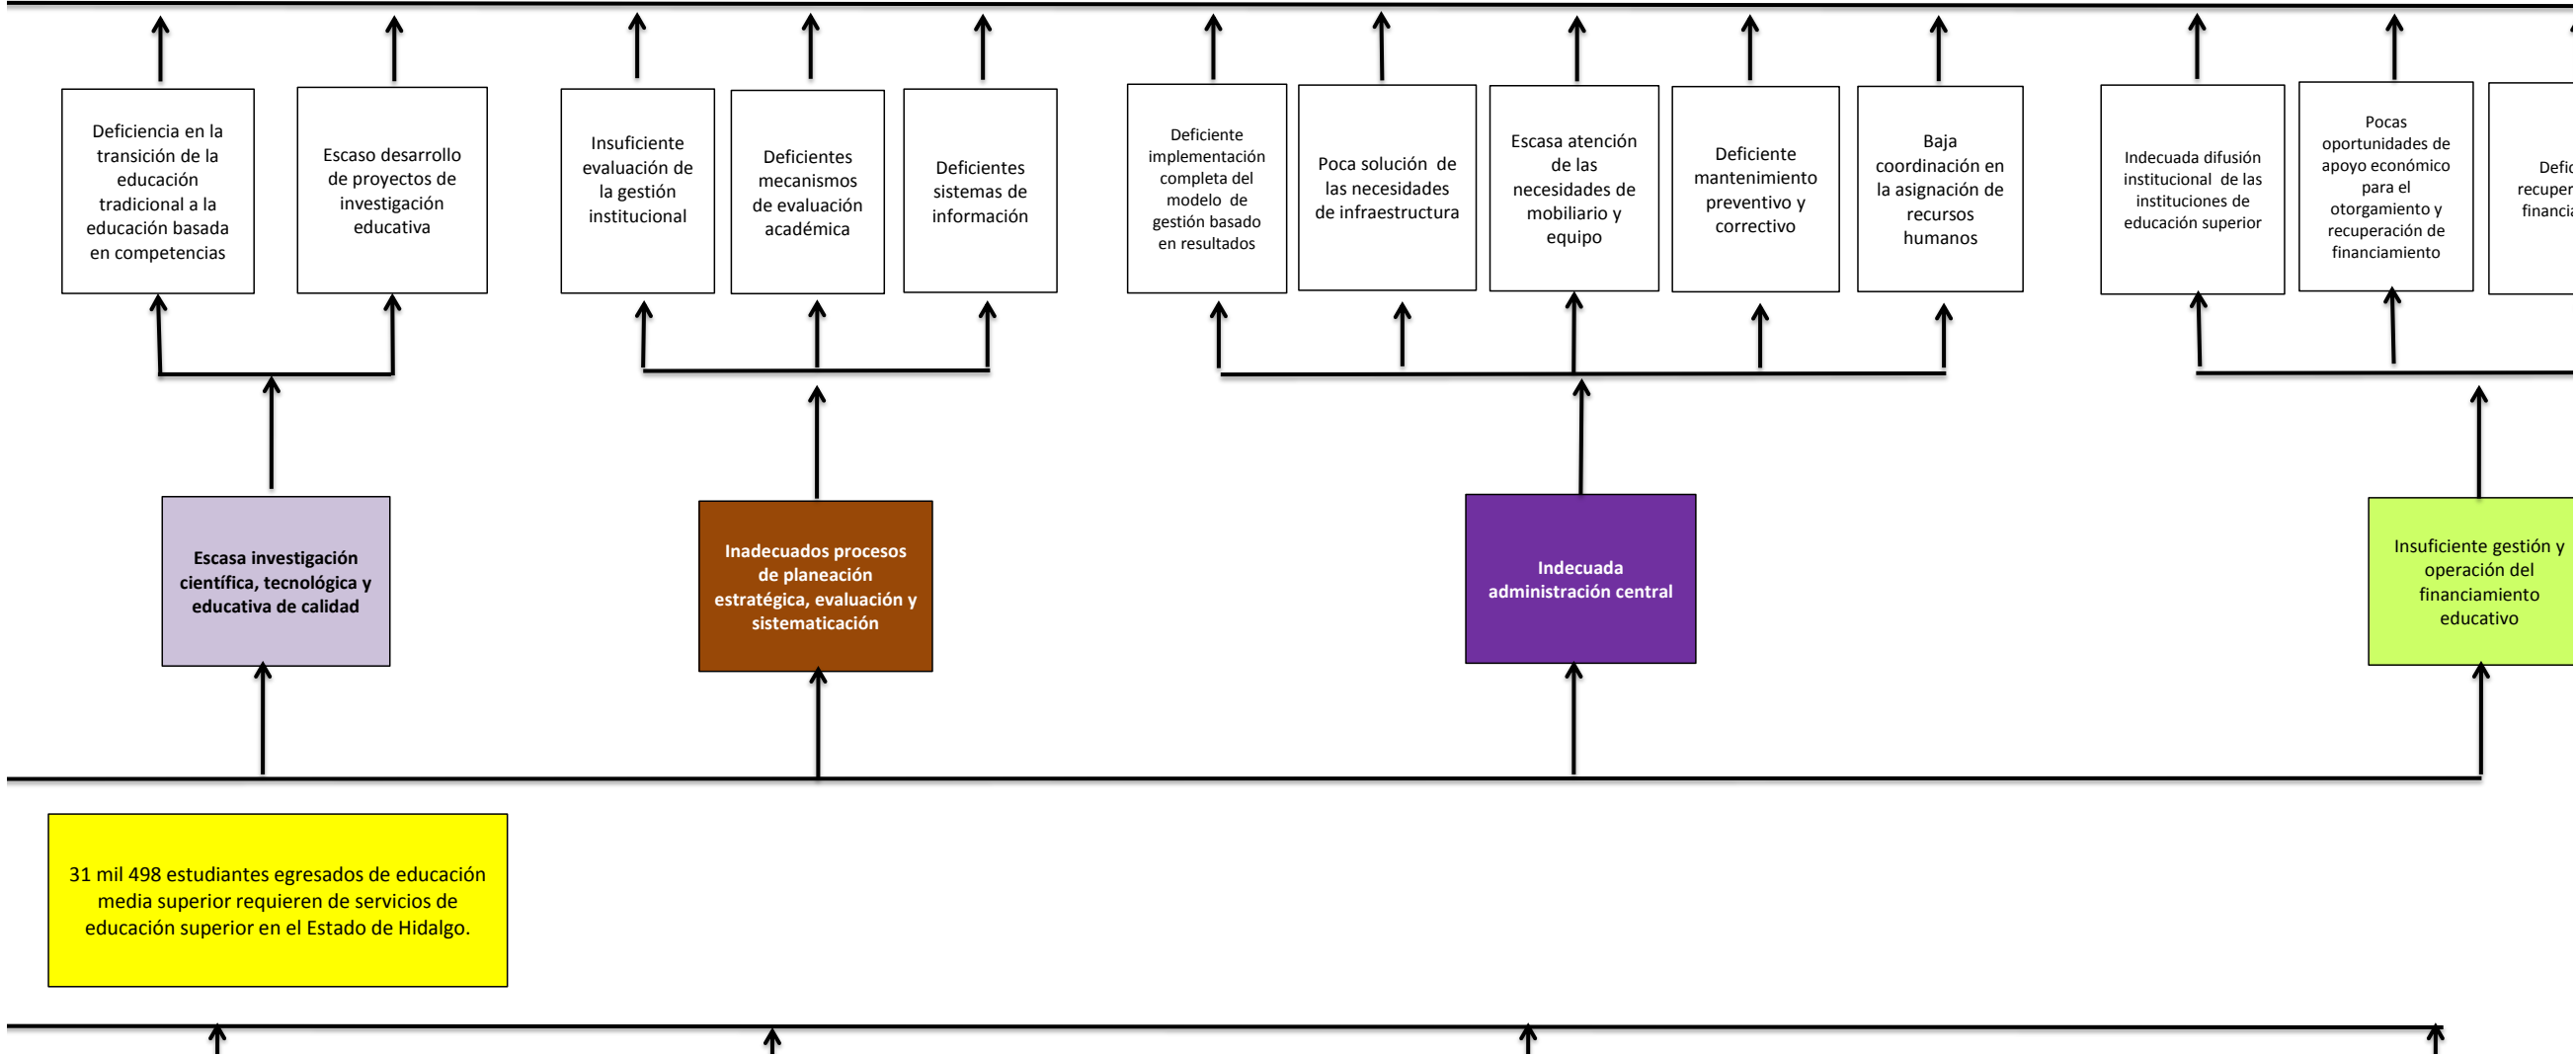 Deficiencia en la
transición de la
educación
tradicional a la
educación basada
en competencias
Escaso desarrollo
de proyectos de
investigación
educativa
Insuficiente
evaluación de
la gestión
institucional
Deficientes
mecanismos
de evaluación
académica
Deficientes
sistemas de
información
Deficiente
implementación
completa del
modelo de
gestión basado
en resultados
Poca solución de
las necesidades
de infraestructura
Escasa atención
de las
necesidades de
mobiliario y
equipo
Deficiente
mantenimiento
preventivo y
correctivo
Baja
coordinación en
la asignación de
recursos
humanos
Indecuada difusión
institucional de las
instituciones de
educación superior
Pocas
oportunidades de
apoyo económico
para el
otorgamiento y
recuperación de
financiamiento
Escasa investigación
científica, tecnológica y
educativa de calidad
Inadecuados procesos
de planeación
estratégica, evaluación y
sistematicación
Indecuada
administración central
Insuficiente gestión y
operación del
financiamiento
educativo
31 mil 498 estudiantes egresados de educación
media superior requieren de servicios de
educación superior en el Estado de Hidalgo.